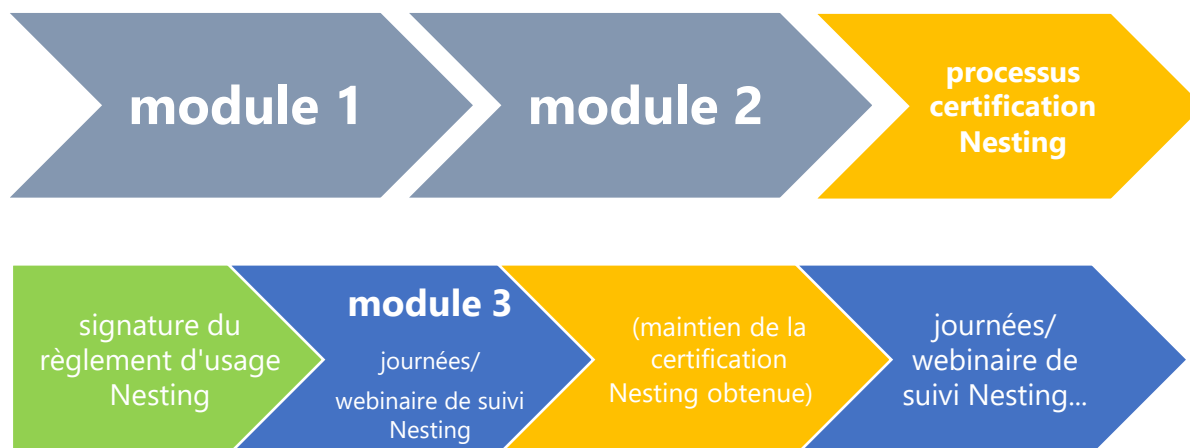 module 1
module 2
processus
certification
Nesting
signature du
règlement d'usage
Nesting
module 3
journées/
webinaire de suivi
Nesting
(maintien de la
certification
Nesting obtenue)
journées/
webinaire de
suivi Nesting...